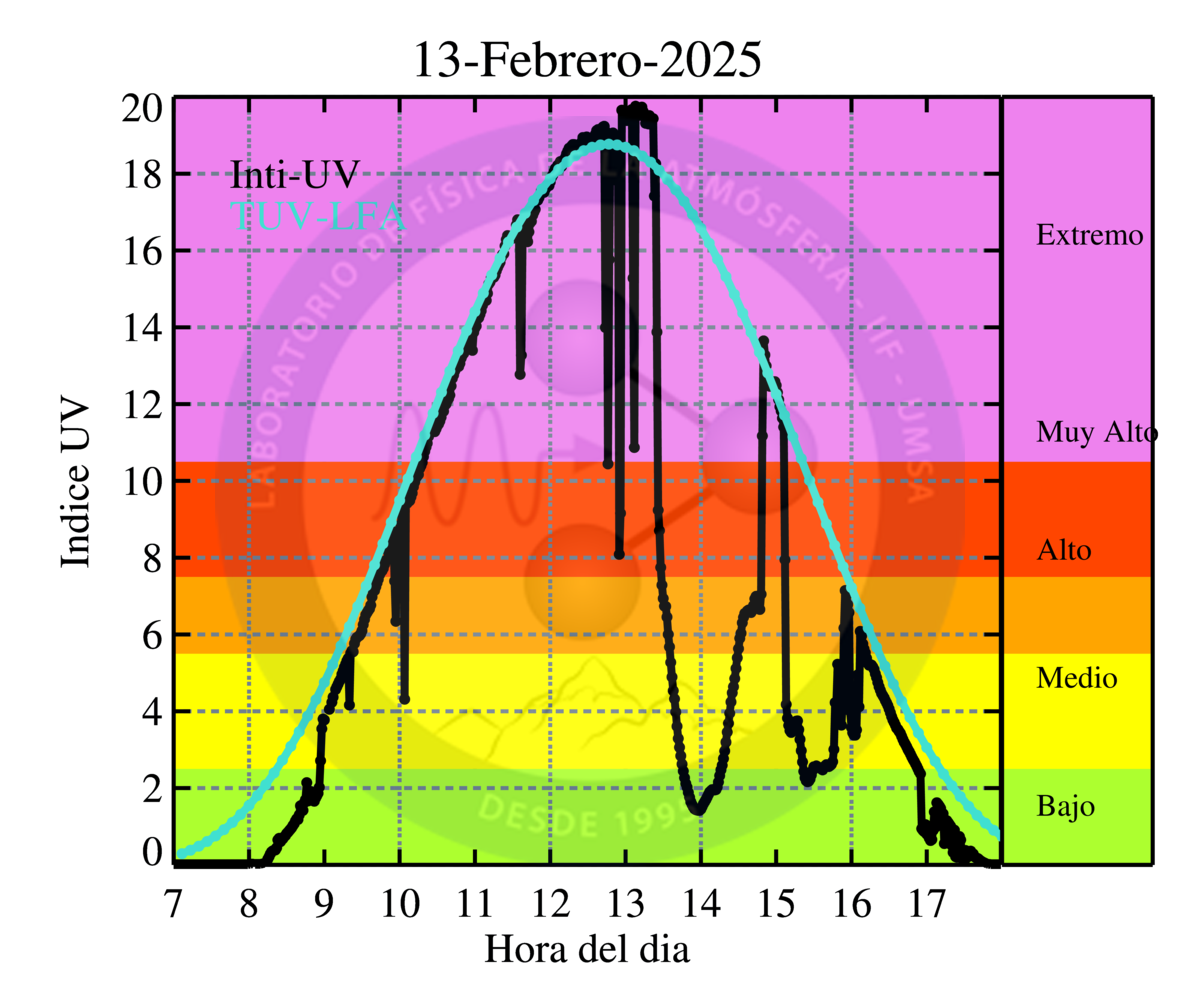 13-Febrero-2025
20
18
16
14
12
10
8
6
4
2
0
Indice UV
Inti-UV
TUV-LFA
LABORATORIO DE FÍSICA DE LA ATMÓSFERA - IIF - UMSA
DESDE 1995
Extremo
Muy Alto
Alto
Medio
Bajo
7 8 9 10 11 12 13 14 15 16 17
Hora del dia